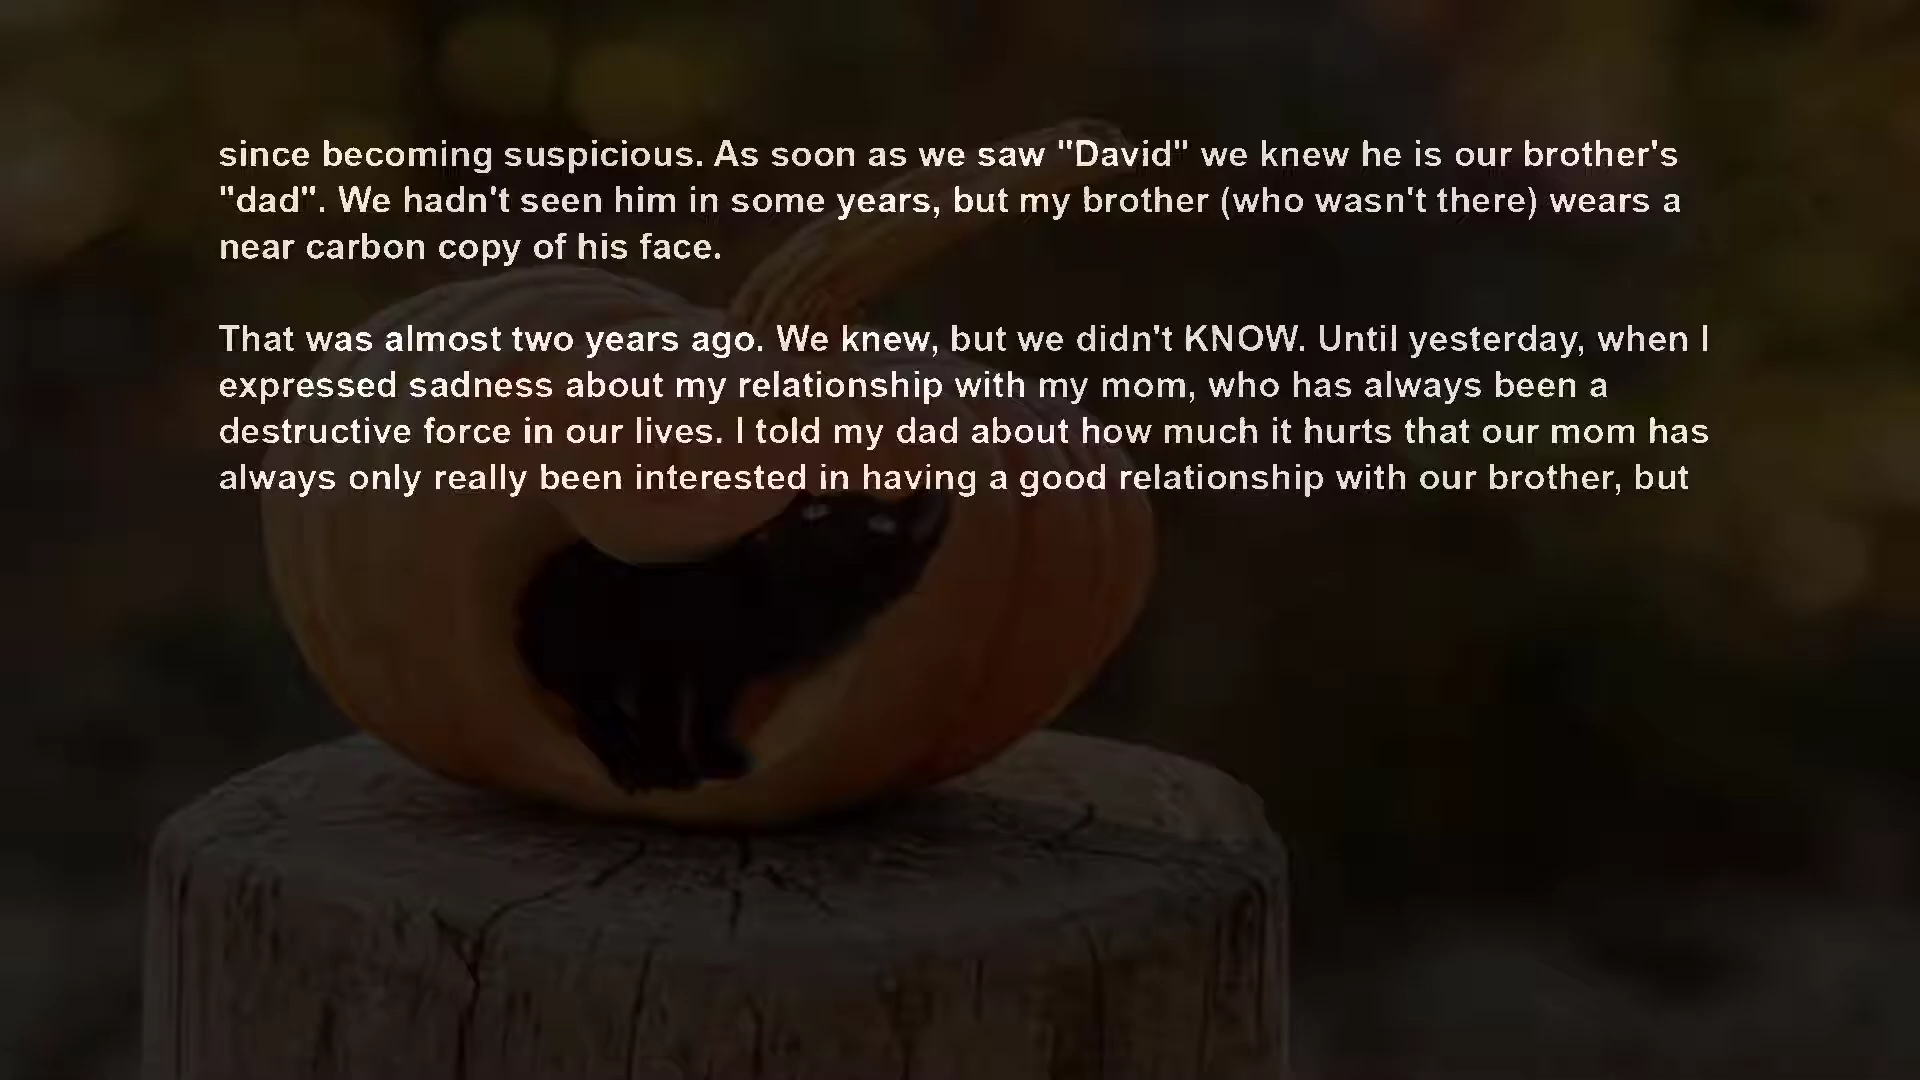 since becoming suspicious. As soon as we saw "David" we knew he is our brother's
"dad". We hadn't seen him in some years, but my brother (who wasn't there) wears a
near carbon copy of his face.
That was almost two years ago. We knew, but we didn't KNOW. Until yesterday, when I
expressed sadness about my relationship with my mom, who has always been a
destructive force in our lives. I told my dad about how much it hurts that our mom has
always only really been interested in having a good relationship with our brother, but